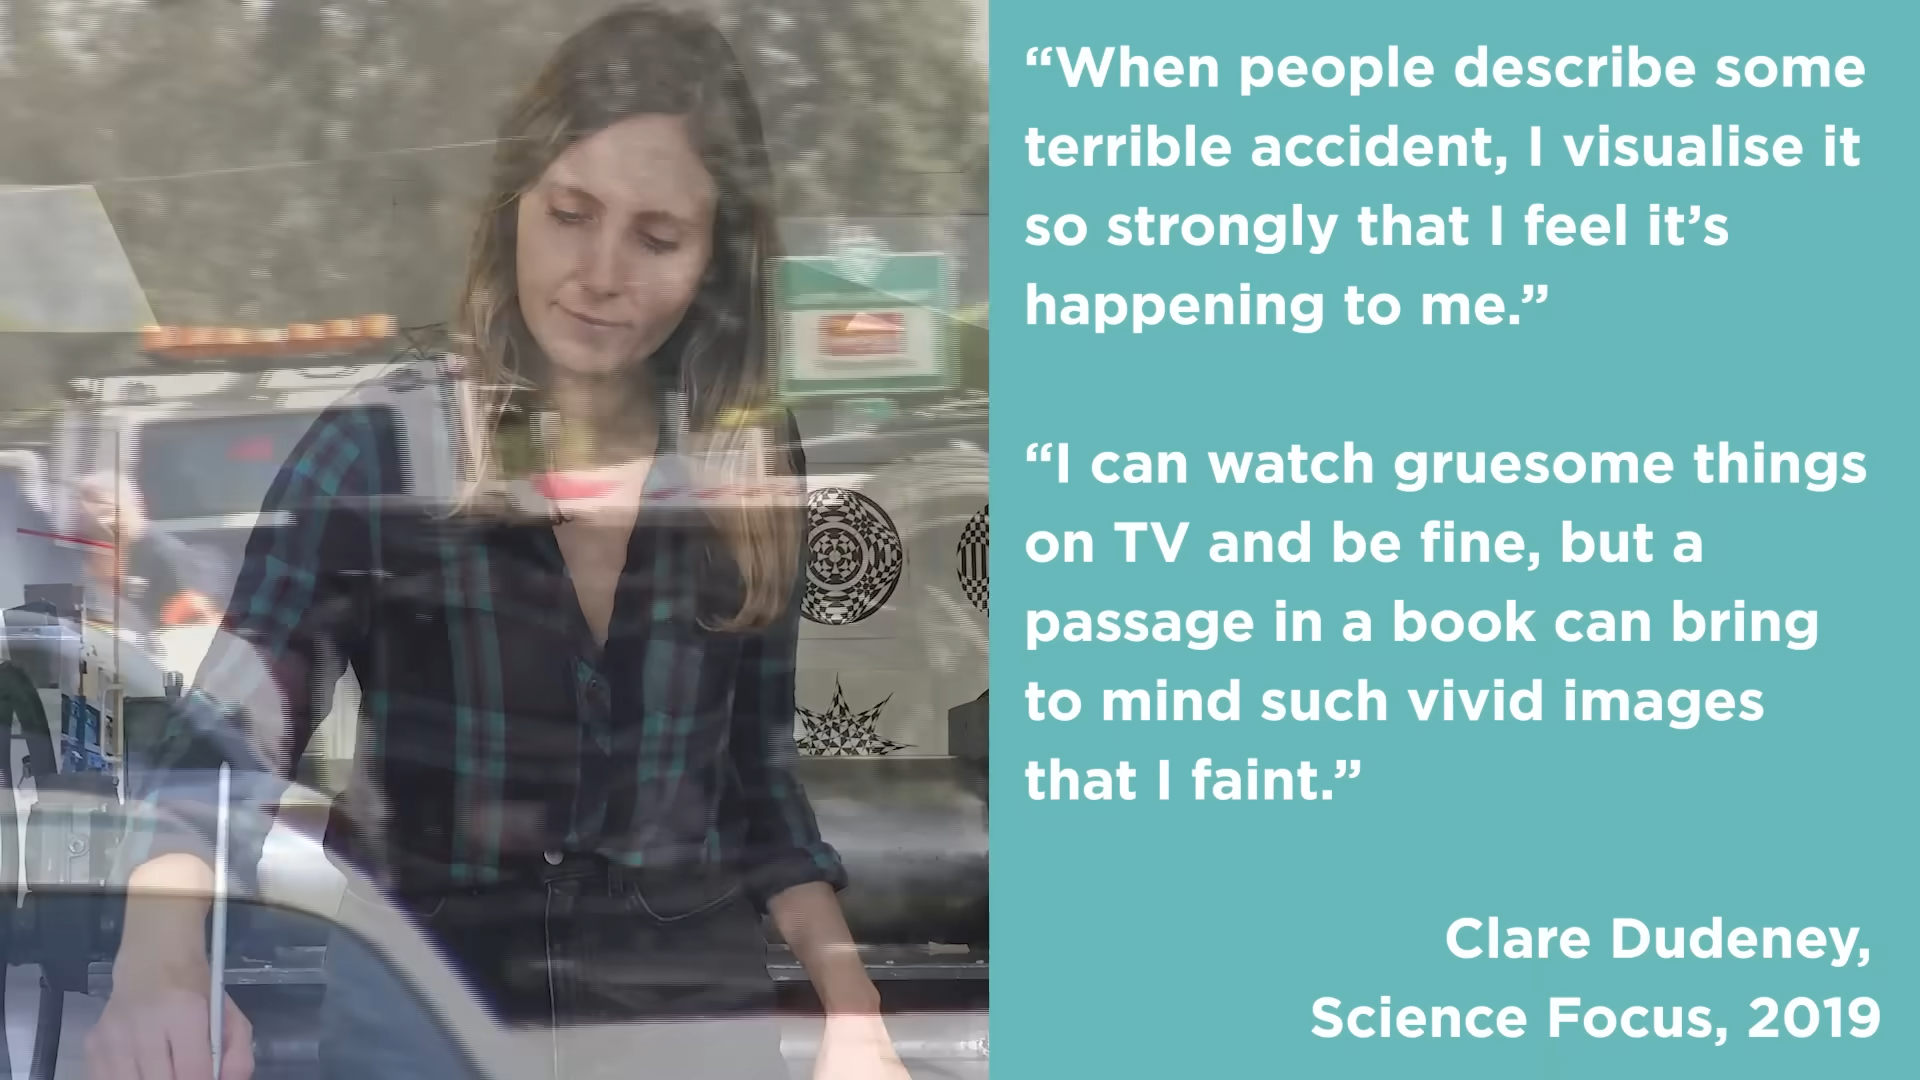 “When people describe some
terrible accident, I visualise it
so strongly that I feel it’s
happening to me.”
“I can watch gruesome things
on TV and be fine, but a
passage in a book can bring
to mind such vivid images
that I faint.”
Clare Dudeney,
Science Focus, 2019